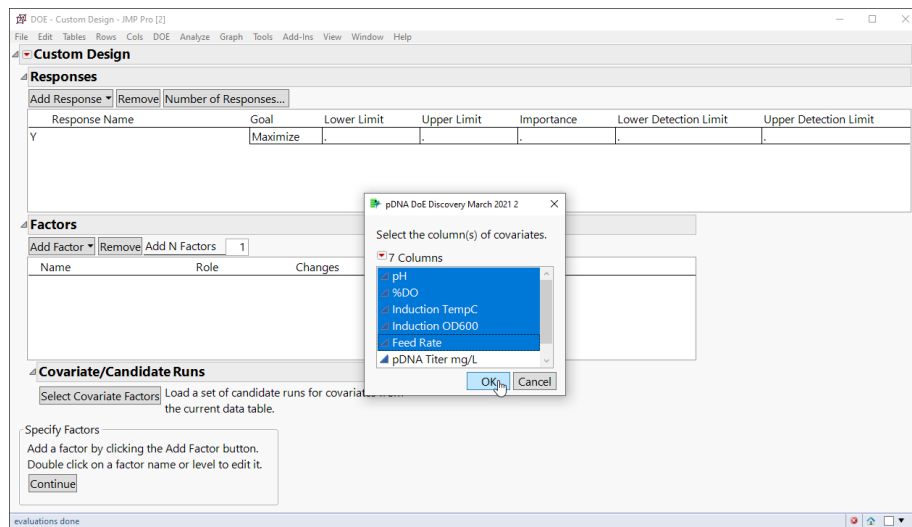 DOE - Custom Design - JMP Pro [2]
File Edit Tables Rows Cols DOE Analyze Graph Tools Add-Ins View Window Help
Custom Design
Responses
Add Response Remove Number of Responses...
Response Name Goal Lower Limit Upper Limit Importance Lower Detection Limit Upper Detection Limit
Y Maximize . . . . .
pDNA DoE Discovery March 2021 2
Select the column(s) of covariates.
7 Columns
pH
%DO
Induction TempC
Induction OD600
Feed Rate
pDNA Titer mg/L
OK Cancel
Factors
Add Factor Remove Add N Factors 1
Name Role Changes
Covariate/Candidate Runs
Select Covariate Factors Load a set of candidate runs for covariates from
the current data table.
Specify Factors
Add a factor by clicking the Add Factor button.
Double click on a factor name or level to edit it.
Continue
evaluations done